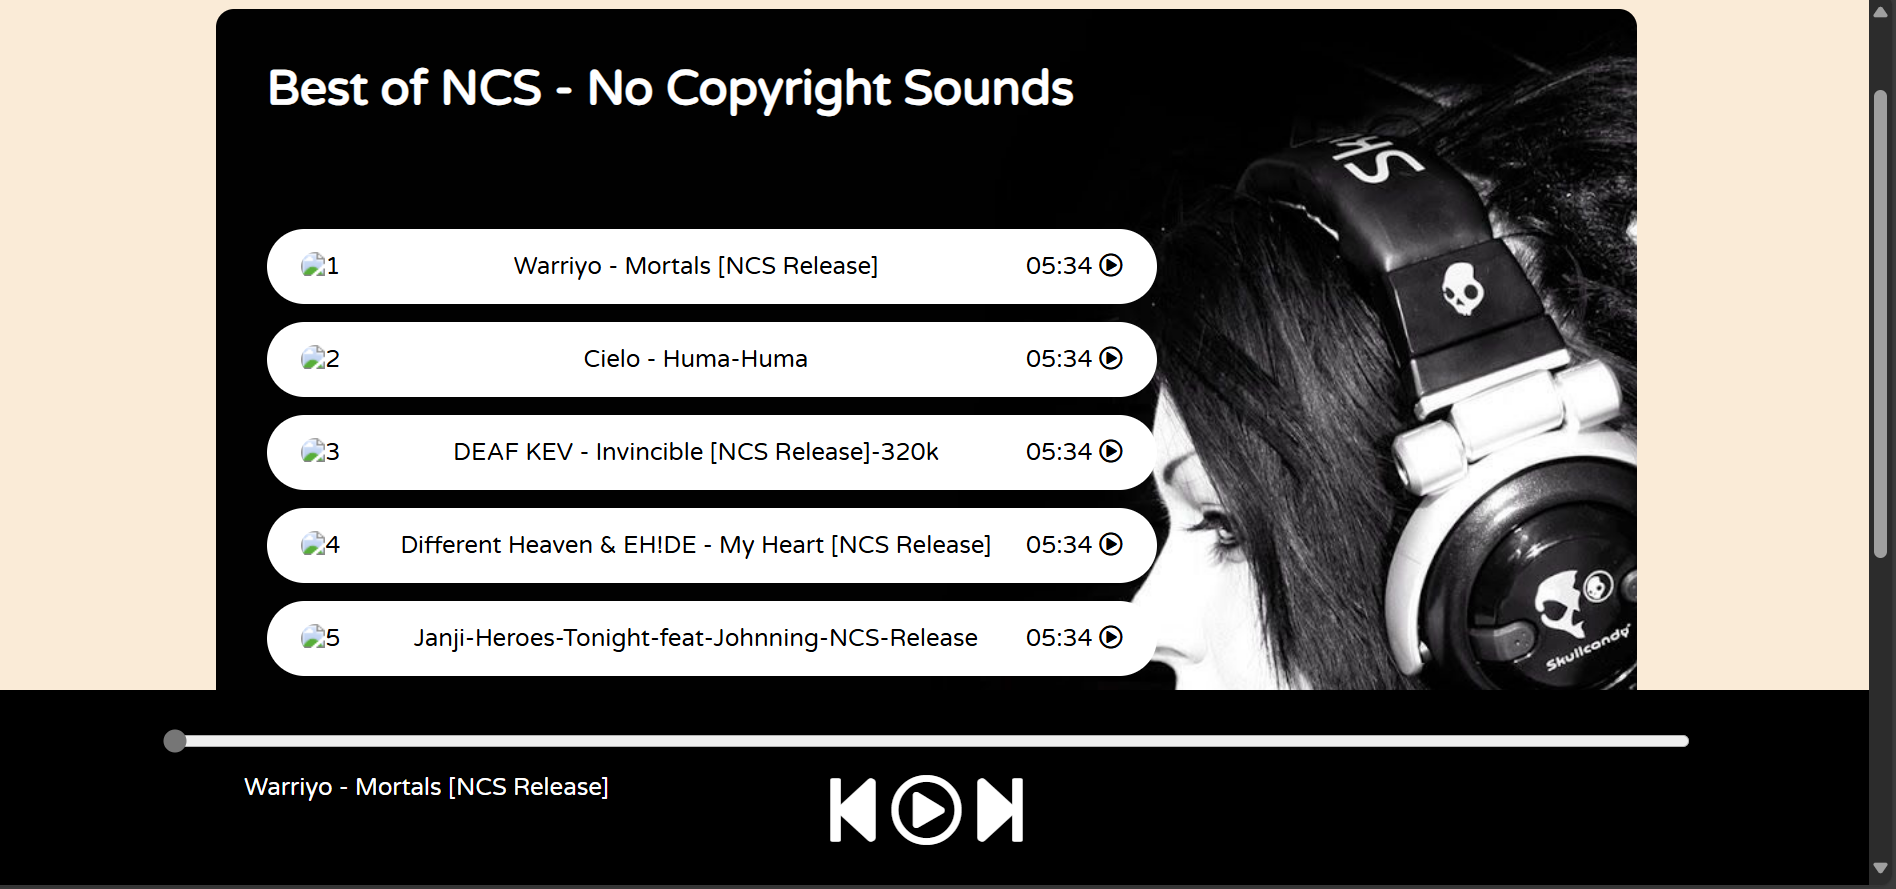 Best of NCS - No Copyright Sounds
1 Warriyo - Mortals [NCS Release] 05:34
2 Cielo - Huma-Huma 05:34
3 DEAF KEV - Invincible [NCS Release]-320k 05:34
4 Different Heaven & EH!DE - My Heart [NCS Release] 05:34
5 Janji-Heroes-Tonight-feat-Johnning-NCS-Release 05:34
Skullcandy
Warriyo - Mortals [NCS Release]